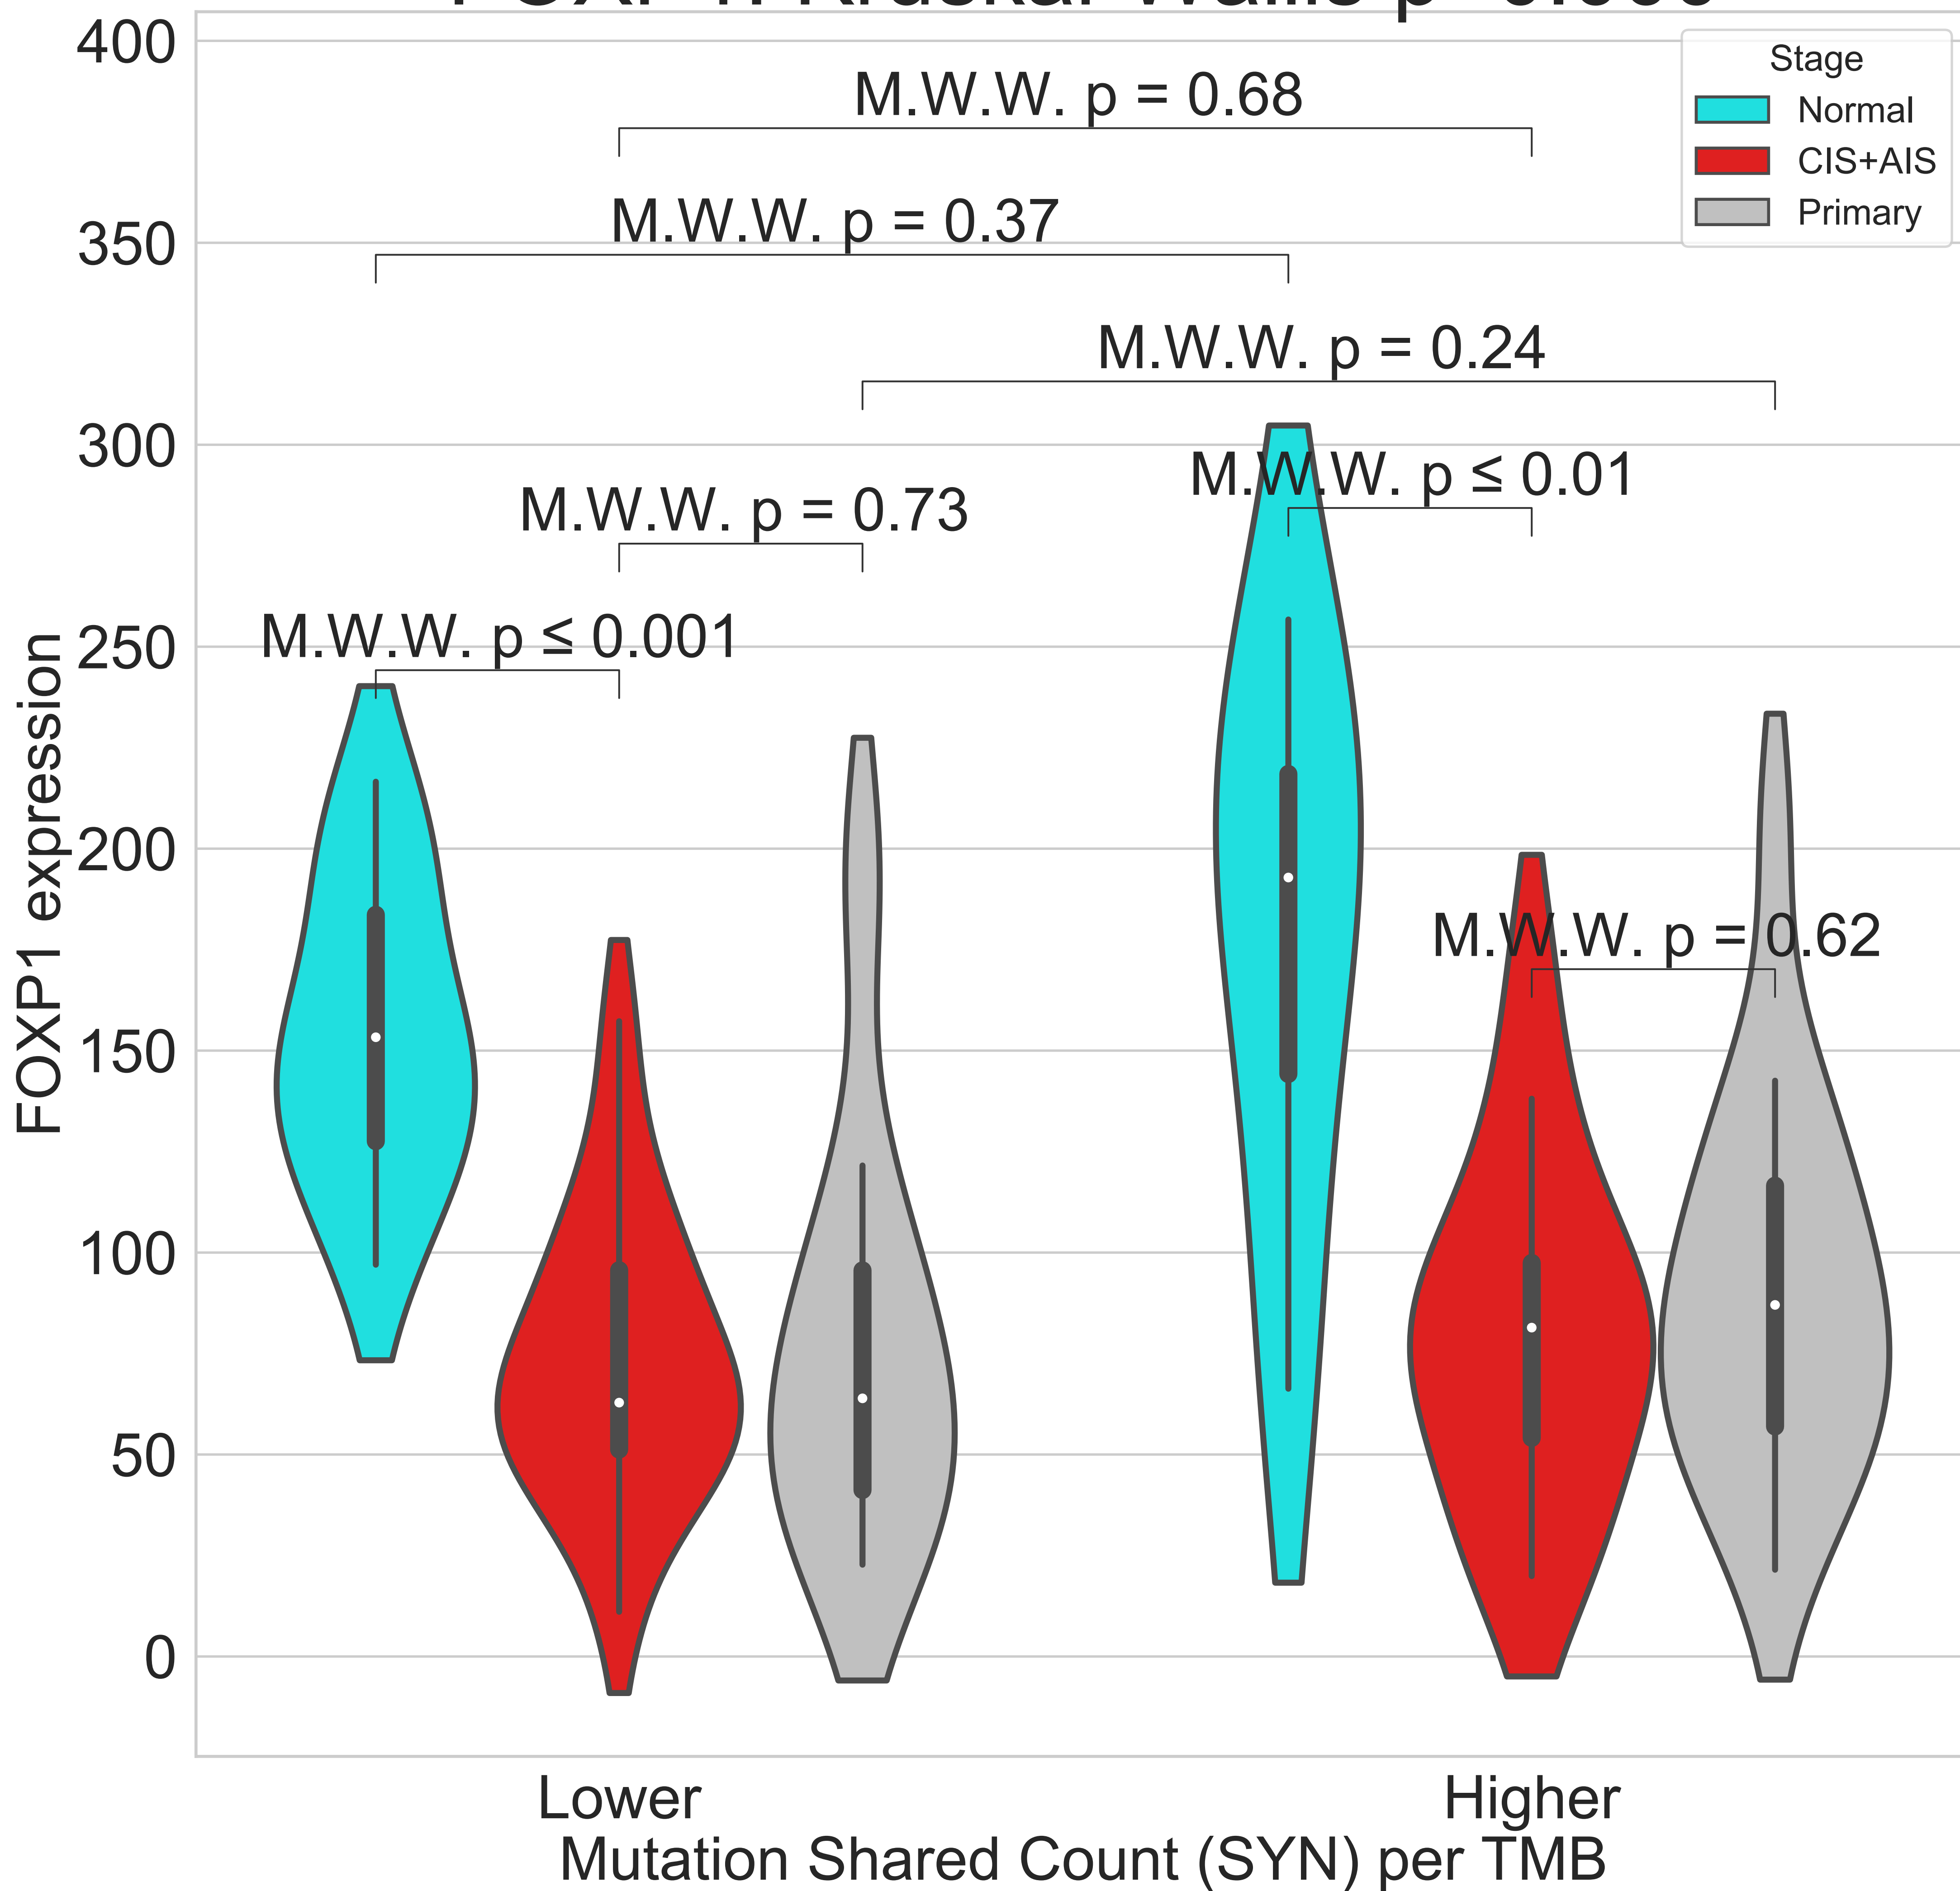 400
350
300
250
200
150
100
50
0
FOXP1 expression
M.W.W. p = 0.68
M.W.W. p = 0.37
M.W.W. p = 0.24
M.W.W. p ≤ 0.01
M.W.W. p = 0.73
M.W.W. p ≤ 0.001
M.W.W. p = 0.62
Stage
Normal
CIS+AIS
Primary
Lower
Higher
Mutation Shared Count (SYN) per TMB